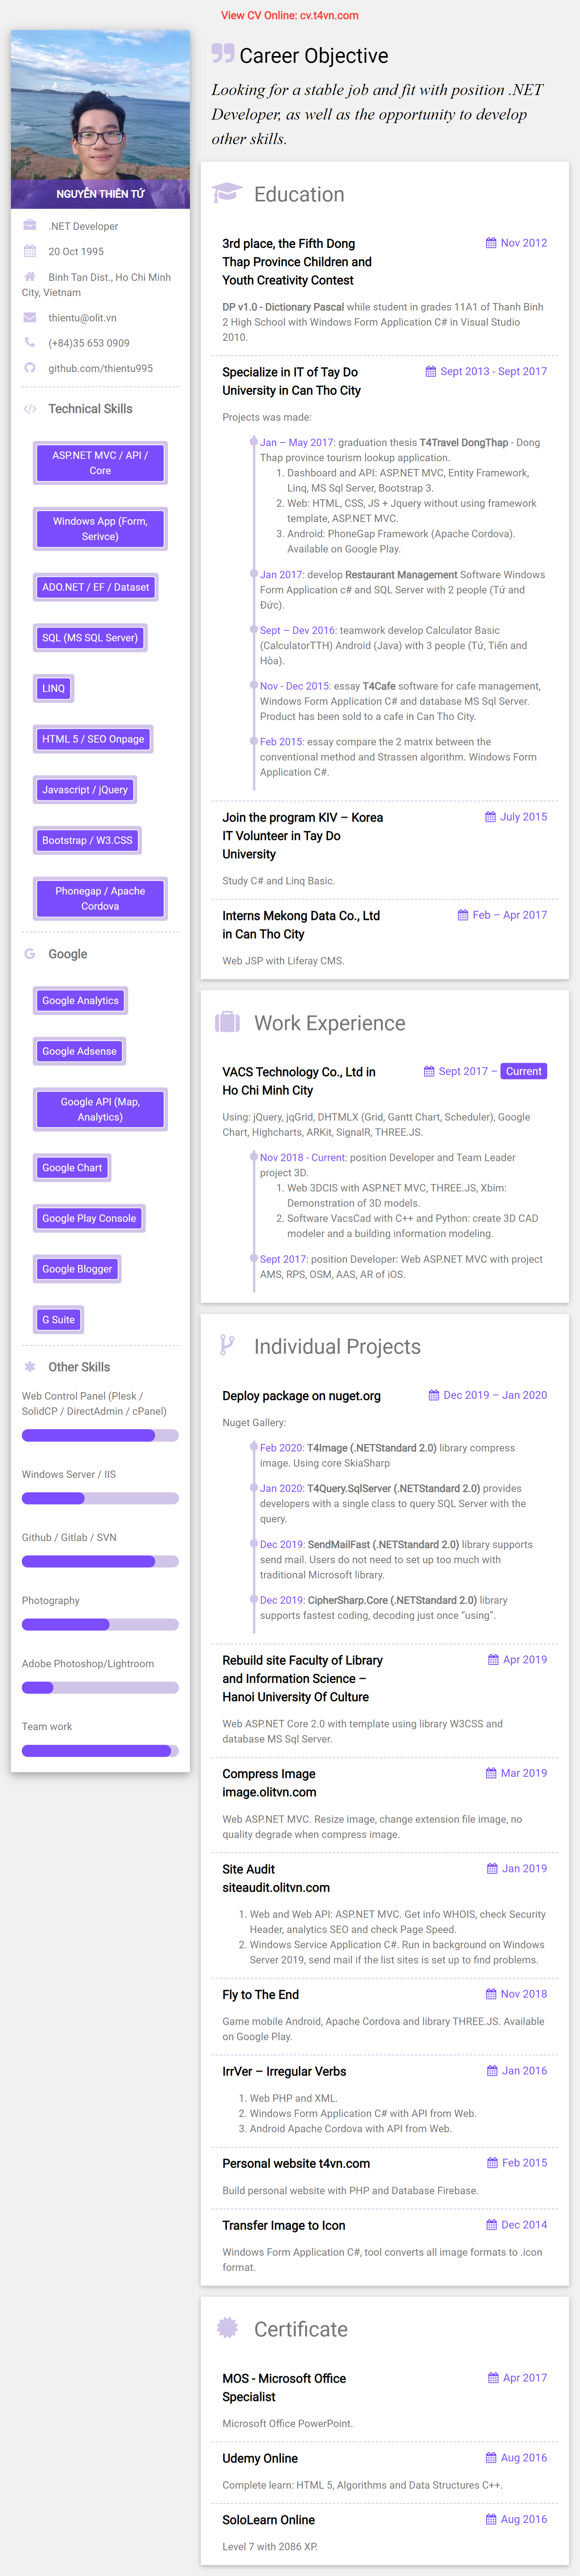 View CV Online: cv.t4vn.com
NGUYỄN THIÊN TỨ
.NET Developer
20 Oct 1995
Binh Tan Dist., Ho Chi Minh
City, Vietnam
thientu@olit.vn
(+84)35 653 0909
github.com/thientu995
Technical Skills
ASP.NET MVC / API /
Core
Windows App (Form,
Serivce)
ADO.NET / EF / Dataset
SQL (MS SQL Server)
LINQ
HTML 5 / SEO Onpage
Javascript / jQuery
Bootstrap / W3.CSS
Phonegap / Apache
Cordova
Google
Google Analytics
Google Adsense
Google API (Map,
Analytics)
Google Chart
Google Play Console
Google Blogger
G Suite
Other Skills
Web Control Panel (Plesk /
SolidCP / DirectAdmin / cPanel)
Windows Server / IIS
Github / Gitlab / SVN
Photography
Adobe Photoshop/Lightroom
Team work
Career Objective
Looking for a stable job and fit with position .NET
Developer, as well as the opportunity to develop
other skills.
Education
3rd place, the Fifth Dong
Thap Province Children and
Youth Creativity Contest
Nov 2012
DP v1.0 - Dictionary Pascal while student in grades 11A1 of Thanh Binh
2 High School with Windows Form Application C# in Visual Studio
2010.
Specialize in IT of Tay Do
University in Can Tho City
Sept 2013 - Sept 2017
Projects was made:
Jan – May 2017: graduation thesis T4Travel DongThap - Dong
Thap province tourism lookup application.
1. Dashboard and API: ASP.NET MVC, Entity Framework,
Linq, MS Sql Server, Bootstrap 3.
2. Web: HTML, CSS, JS + Jquery without using framework
template, ASP.NET MVC.
3. Android: PhoneGap Framework (Apache Cordova).
Available on Google Play.
Jan 2017: develop Restaurant Management Software Windows
Form Application c# and SQL Server with 2 people (Tứ and
Đức).
Sept – Dev 2016: teamwork develop Calculator Basic
(CalculatorTTH) Android (Java) with 3 people (Tứ, Tiến and
Hòa).
Nov - Dec 2015: essay T4Cafe software for cafe management,
Windows Form Application C# and database MS Sql Server.
Product has been sold to a cafe in Can Tho City.
Feb 2015: essay compare the 2 matrix between the
conventional method and Strassen algorithm. Windows Form
Application C#.
Join the program KIV – Korea
IT Volunteer in Tay Do
University
July 2015
Study C# and Linq Basic.
Interns Mekong Data Co., Ltd
in Can Tho City
Feb – Apr 2017
Web JSP with Liferay CMS.
Work Experience
VACS Technology Co., Ltd in
Ho Chi Minh City
Sept 2017 – Current
Using: jQuery, jqGrid, DHTMLX (Grid, Gantt Chart, Scheduler), Google
Chart, Highcharts, ARKit, SignalR, THREE.JS.
Nov 2018 - Current: position Developer and Team Leader
project 3D.
1. Web 3DCIS with ASP.NET MVC, THREE.JS, Xbim:
Demonstration of 3D models.
2. Software VacsCad with C++ and Python: create 3D CAD
modeler and a building information modeling.
Sept 2017: position Developer: Web ASP.NET MVC with project
AMS, RPS, OSM, AAS, AR of iOS.
Individual Projects
Deploy package on nuget.org
Dec 2019 – Jan 2020
Nuget Gallery:
Feb 2020: T4Image (.NETStandard 2.0) library compress
image. Using core SkiaSharp
Jan 2020: T4Query.SqlServer (.NETStandard 2.0) provides
developers with a single class to query SQL Server with the
query.
Dec 2019: SendMailFast (.NETStandard 2.0) library supports
send mail. Users do not need to set up too much with
traditional Microsoft library.
Dec 2019: CipherSharp.Core (.NETStandard 2.0) library
supports fastest coding, decoding just once “using”.
Rebuild site Faculty of Library
and Information Science –
Hanoi University Of Culture
Apr 2019
Web ASP.NET Core 2.0 with template using library W3CSS and
database MS Sql Server.
Compress Image
image.olitvn.com
Mar 2019
Web ASP.NET MVC. Resize image, change extension file image, no
quality degrade when compress image.
Site Audit
siteaudit.olitvn.com
Jan 2019
1. Web and Web API: ASP.NET MVC. Get info WHOIS, check Security
Header, analytics SEO and check Page Speed.
2. Windows Service Application C#. Run in background on Windows
Server 2019, send mail if the list sites is set up to find problems.
Fly to The End
Nov 2018
Game mobile Android, Apache Cordova and library THREE.JS. Available
on Google Play.
IrrVer – Irregular Verbs
Jan 2016
1. Web PHP and XML.
2. Windows Form Application C# with API from Web.
3. Android Apache Cordova with API from Web.
Personal website t4vn.com
Feb 2015
Build personal website with PHP and Database Firebase.
Transfer Image to Icon
Dec 2014
Windows Form Application C#, tool converts all image formats to .icon
format.
Certificate
MOS - Microsoft Office
Specialist
Apr 2017
Microsoft Office PowerPoint.
Udemy Online
Aug 2016
Complete learn: HTML 5, Algorithms and Data Structures C++.
SoloLearn Online
Aug 2016
Level 7 with 2086 XP.